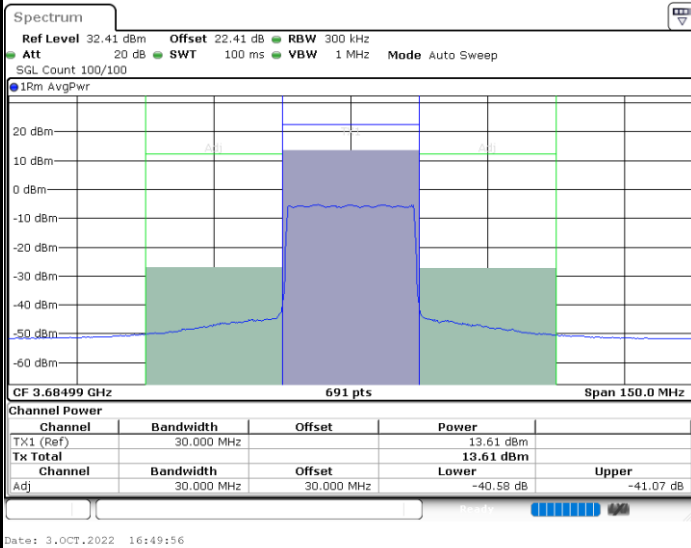 Spectrum
Ref Level 32.41 dBm Offset 22.41 dB RBW 300 kHz
Att 20 dB SWT 100 ms VBW 1 MHz Mode Auto Sweep
SGL Count 100/100
1Rm AvgPwr
20 dBm
Adj TX1 Adj
10 dBm
0 dBm
-10 dBm
-20 dBm
-30 dBm
-40 dBm
-50 dBm
-60 dBm
CF 3.68499 GHz 691 pts Span 150.0 MHz
Channel Power
Channel Bandwidth Offset Power
TX1 (Ref) 30.000 MHz 13.61 dBm
Tx Total 13.61 dBm
Channel Bandwidth Offset Lower Upper
Adj 30.000 MHz 30.000 MHz -40.58 dB -41.07 dB
Ready
Date: 3.OCT.2022 16:49:56